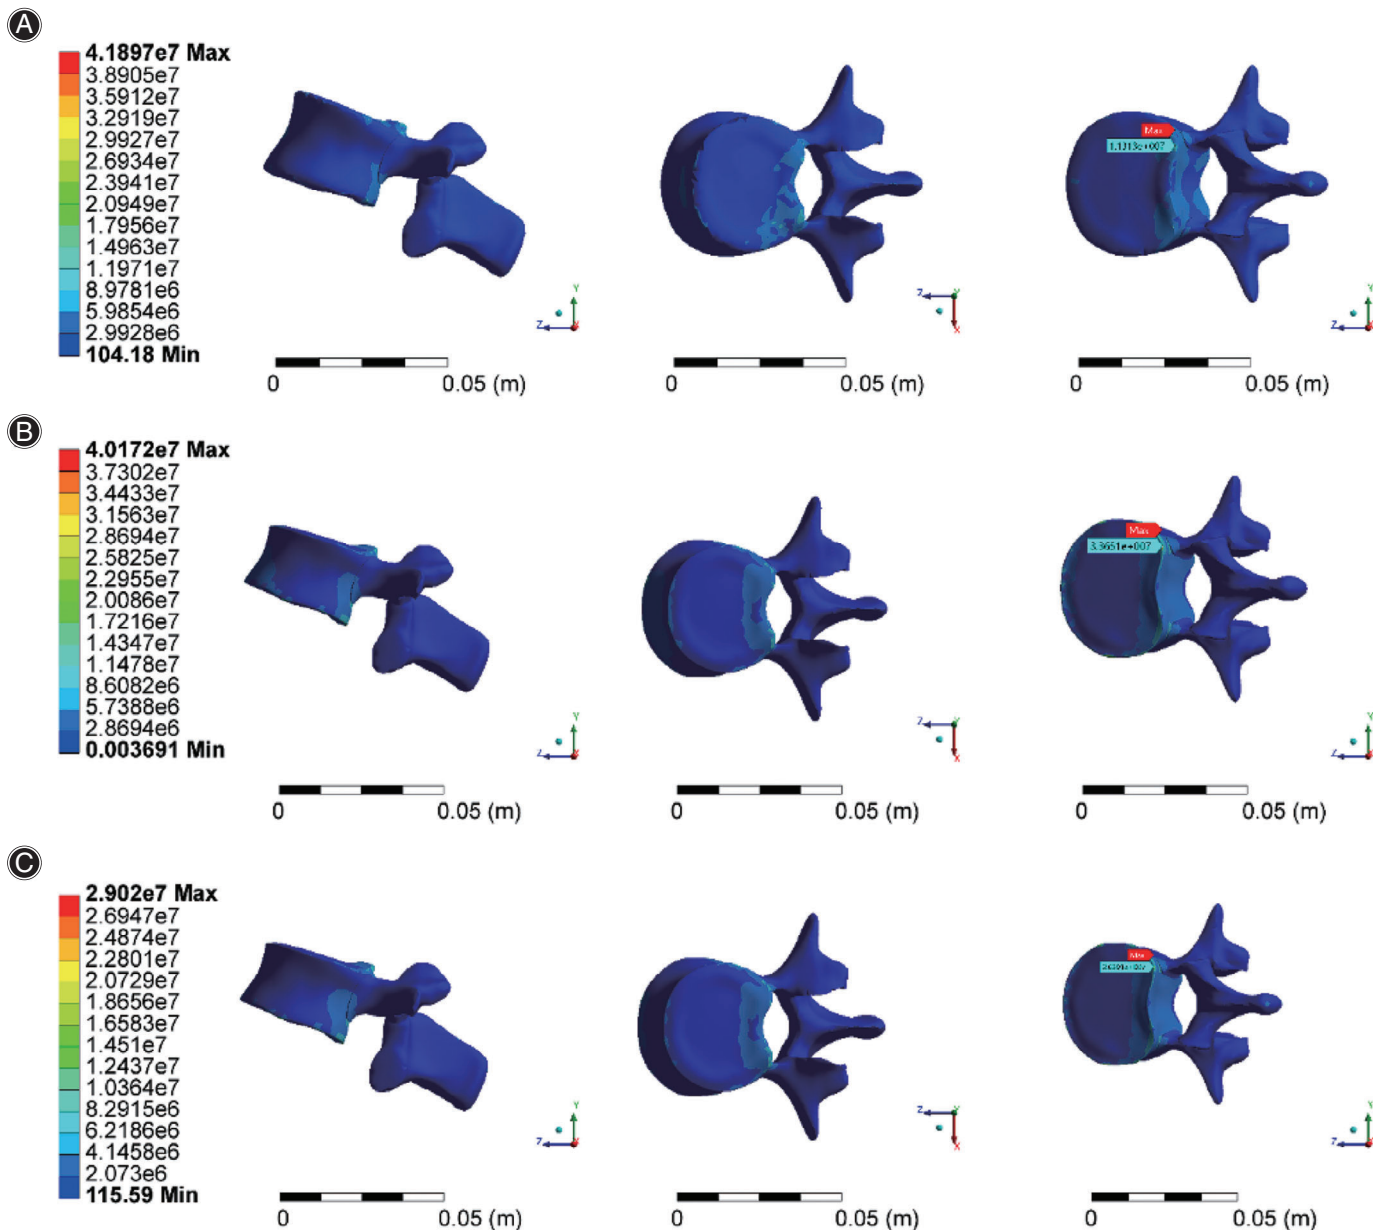 A
4.1897e7 Max
3.8905e7
3.5912e7
3.2919e7
2.9927e7
2.6934e7
2.3941e7
2.0949e7
1.7956e7
1.4963e7
1.1971e7
8.9781e6
5.9854e6
2.9928e6
104.18 Min
Max
1.1313e+007
Y
Z
X
Z
Y
X
Y
Z
X
0 0.05 (m)
0 0.05 (m)
0 0.05 (m)
B
4.0172e7 Max
3.7302e7
3.4433e7
3.1563e7
2.8694e7
2.5825e7
2.2955e7
2.0086e7
1.7216e7
1.4347e7
1.1478e7
8.6082e6
5.7388e6
2.8694e6
0.003691 Min
Max
3.3651e+007
Y
Z
X
Z
Y
X
Y
Z
X
0 0.05 (m)
0 0.05 (m)
0 0.05 (m)
C
2.902e7 Max
2.6947e7
2.4874e7
2.2801e7
2.0729e7
1.8656e7
1.6583e7
1.451e7
1.2437e7
1.0364e7
8.2915e6
6.2186e6
4.1458e6
2.073e6
115.59 Min
Max
Y
Z
X
Z
Y
X
Y
Z
X
0 0.05 (m)
0 0.05 (m)
0 0.05 (m)